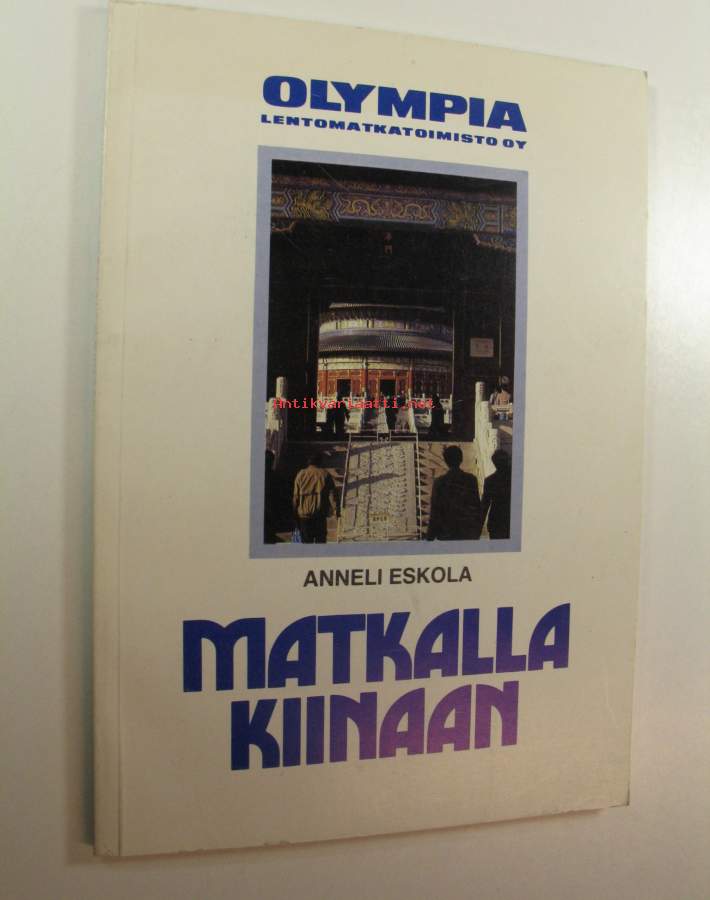 OLYMPIA
LENTOMATKATOIMISTO OY
Antikvariaatti.net
ANNELI ESKOLA
MATKALLA
KIINAAN